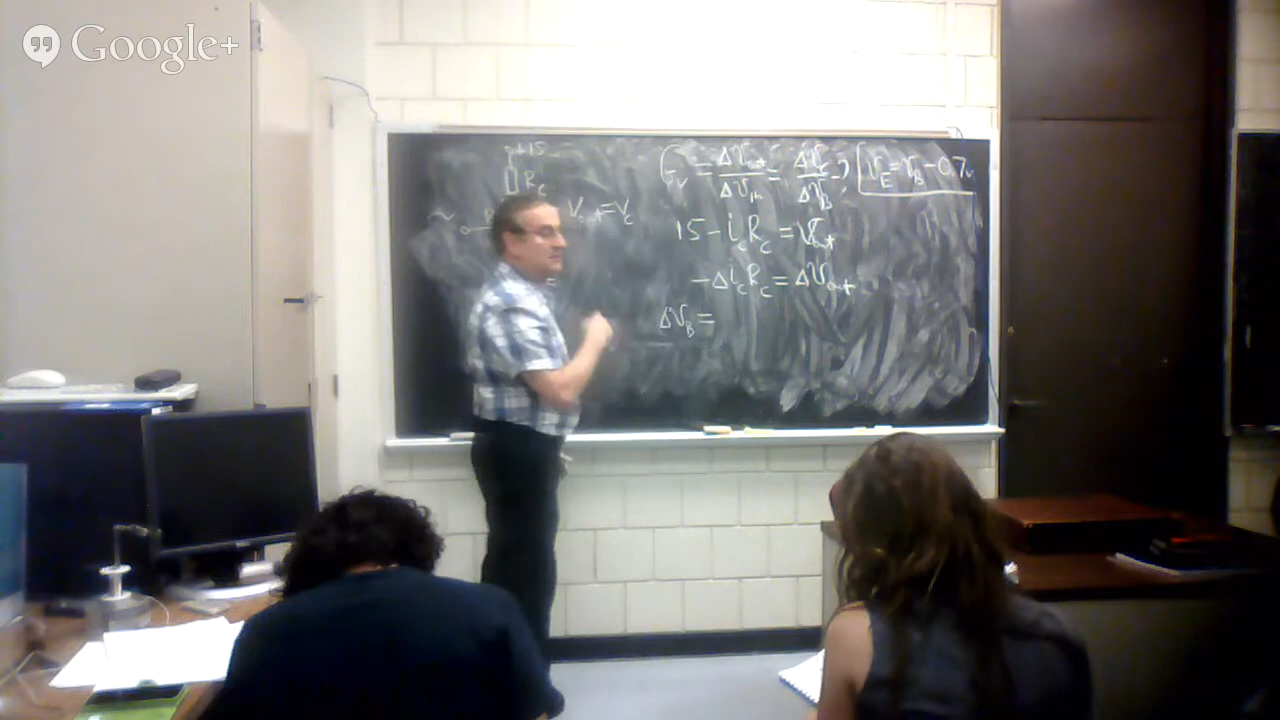 Google+
+15
R_C
V_out = V_C
G_V = ΔV_out / ΔV_in = ΔV_C / ΔV_B = ?
V_E = V_B - 0.7V
15 - i_C R_C = V_out
- Δi_C R_C = ΔV_out
ΔV_B =